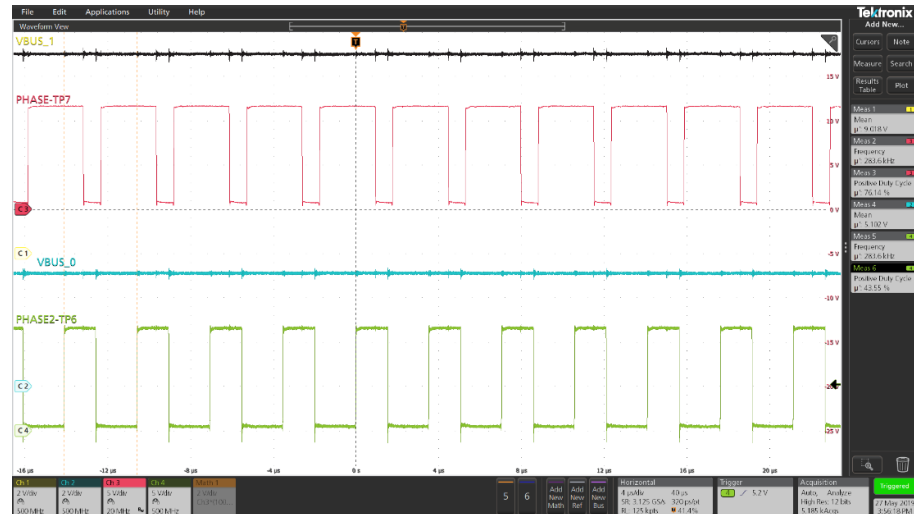 File Edit Applications Utility Help
Tektronix
Waveform View
Add New...
VBUS_1
Cursors Note
Measure Search
Results Table Plot
15 V
PHASE-TP7
10 V
5 V
C3
0 V
C1
-5 V
VBUS_0
-10 V
PHASE2-TP6
-15 V
C2
C4
-25 V
-16 µs -12 µs -8 µs -4 µs 0 s 4 µs 8 µs 12 µs 16 µs 20 µs
Meas 1
Mean
µ': 9.018 V
Meas 2
Frequency
µ': 283.6 kHz
Meas 3
Positive Duty Cycle
µ': 76.14 %
Meas 4
Mean
µ': 5.102 V
Meas 5
Frequency
µ': 283.6 kHz
Meas 6
Positive Duty Cycle
µ': 43.55 %
Ch 1
2 V/div
500 MHz
Ch 2
2 V/div
500 MHz
Ch 3
5 V/div
20 MHz
Ch 4
5 V/div
500 MHz
Math 1
2 V/div
5 6
Add New Math
Add New Ref
Add New Bus
Horizontal
4 µs/div 40 µs
SR: 3.125 GS/s 320 ps/pt
RL: 125 kpts 41.4%
Trigger
4 5.2 V
Acquisition
Auto, Analyze
High Res: 12 bits
5.185 kAcqs
Triggered
27 May 2019
3:56:18 PM